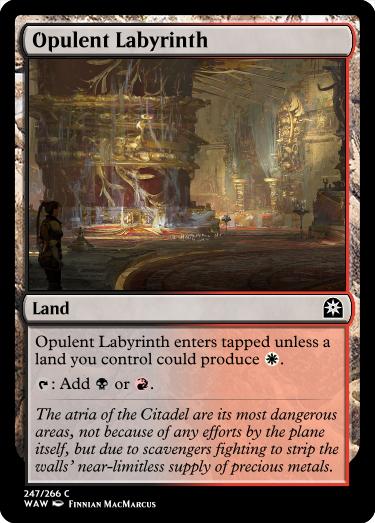 Opulent Labyrinth
Land
Opulent Labyrinth enters tapped unless a
land you control could produce .
: Add or .
The atria of the Citadel are its most dangerous
areas, not because of any efforts by the plane
itself, but due to scavengers fighting to strip the
walls' near-limitless supply of precious metals.
247/266 C
WAW Finnian MacMarcus